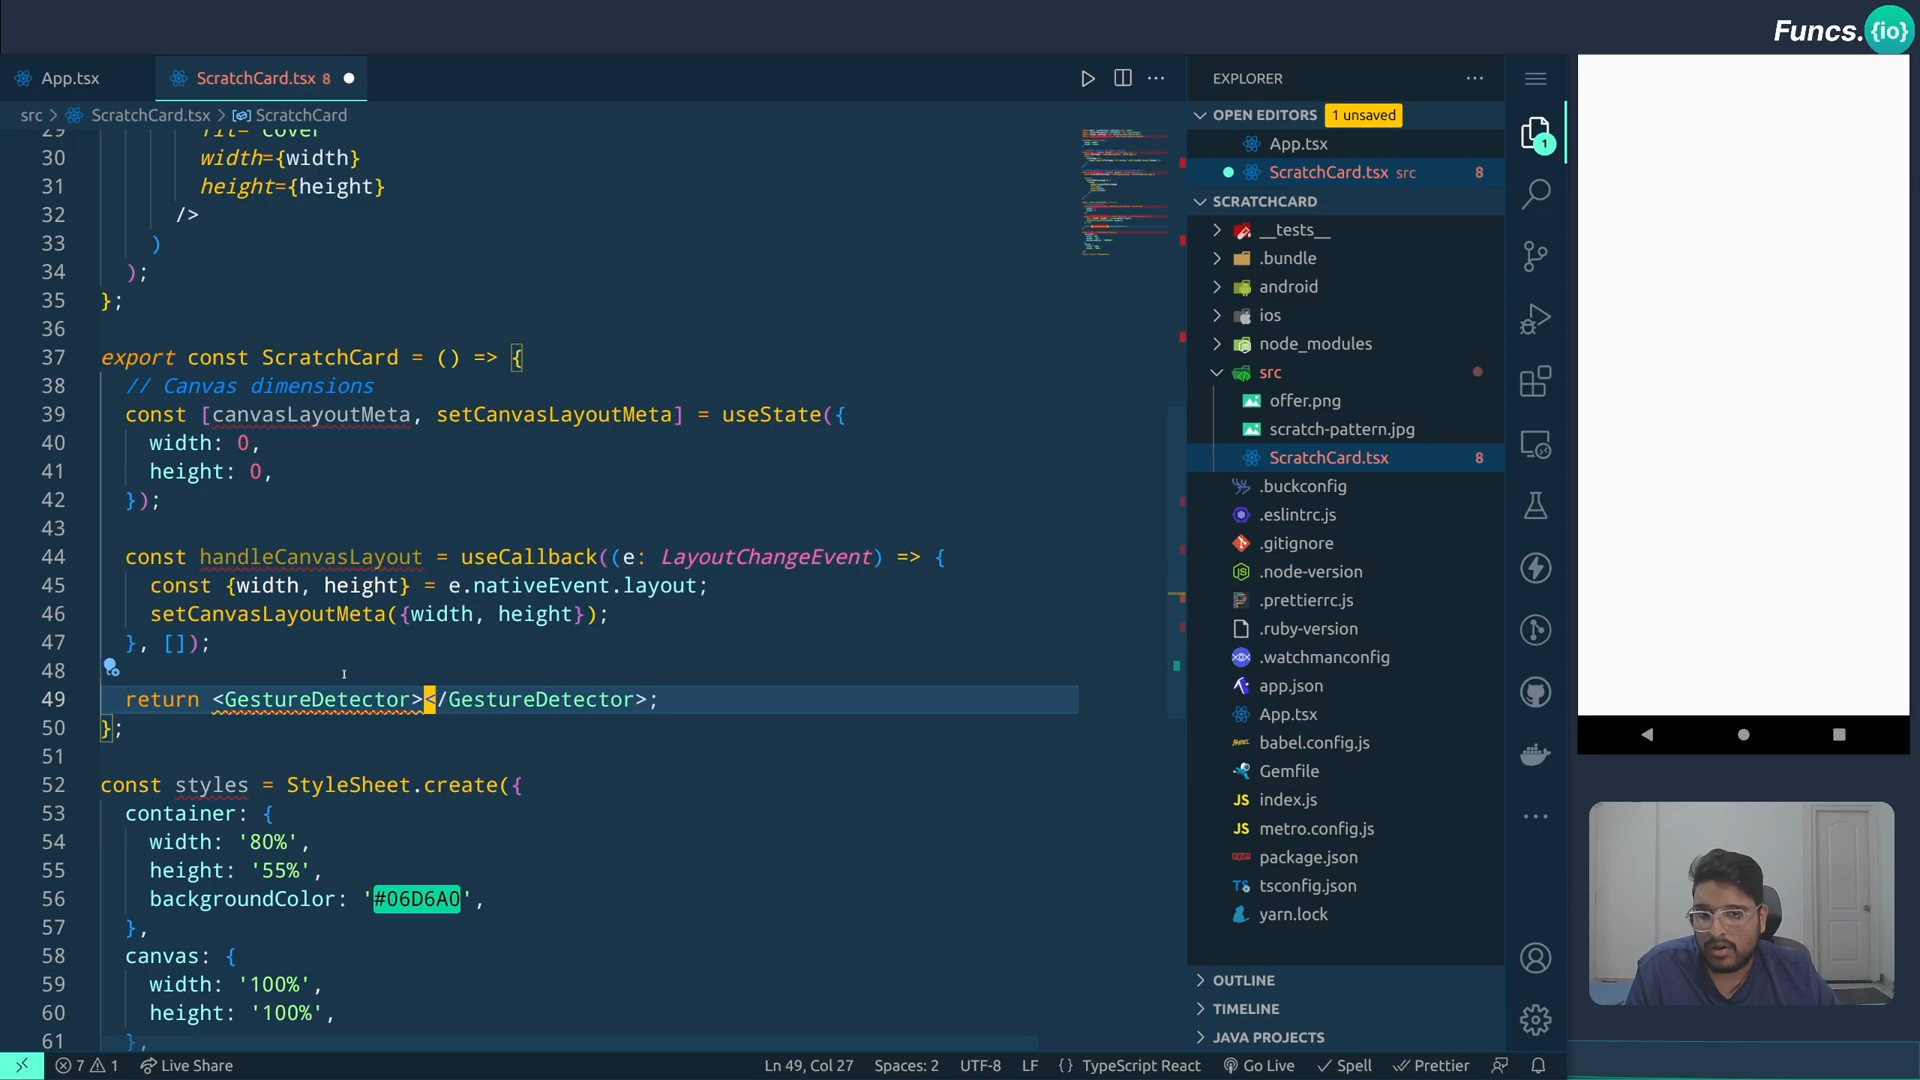 Funcs.{io}
App.tsx
ScratchCard.tsx 8
src > ScratchCard.tsx > ScratchCard
29 fit='cover'
30 width={width}
31 height={height}
32 />
33 )
34 );
35 };
36
37 export const ScratchCard = () => {
38 // Canvas dimensions
39 const [canvasLayoutMeta, setCanvasLayoutMeta] = useState({
40 width: 0,
41 height: 0,
42 });
43
44 const handleCanvasLayout = useCallback((e: LayoutChangeEvent) => {
45 const {width, height} = e.nativeEvent.layout;
46 setCanvasLayoutMeta({width, height});
47 }, []);
48
49 return <GestureDetector></GestureDetector>;
50 };
51
52 const styles = StyleSheet.create({
53 container: {
54 width: '80%',
55 height: '55%',
56 backgroundColor: '#06D6A0',
57 },
58 canvas: {
59 width: '100%',
60 height: '100%',
61 },
EXPLORER
OPEN EDITORS 1 unsaved
App.tsx
ScratchCard.tsx src 8
SCRATCHCARD
__tests__
.bundle
android
ios
node_modules
src
offer.png
scratch-pattern.jpg
ScratchCard.tsx 8
.buckconfig
.eslintrc.js
.gitignore
.node-version
.prettierrc.js
.ruby-version
.watchmanconfig
app.json
App.tsx
babel.config.js
Gemfile
JS index.js
JS metro.config.js
package.json
TS tsconfig.json
yarn.lock
OUTLINE
TIMELINE
JAVA PROJECTS
1
7 1 Live Share
Ln 49, Col 27 Spaces: 2 UTF-8 LF {} TypeScript React Go Live Spell Prettier